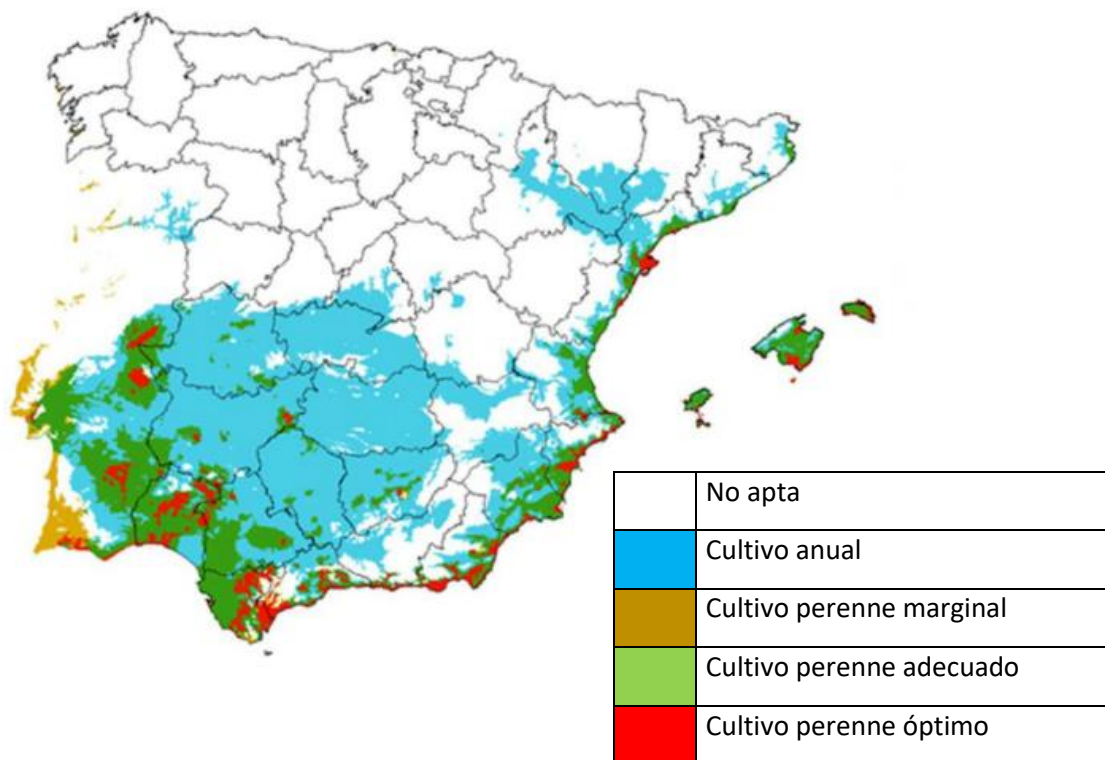 No apta
Cultivo anual
Cultivo perenne marginal
Cultivo perenne adecuado
Cultivo perenne óptimo